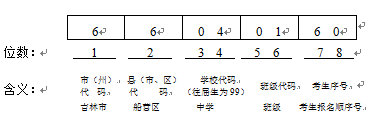 6 6 0 4 0 1 6 0
位数： 1 2 3 4 5 6 7 8
市（州） 县（市、区） 学校代码
含义： 代 码 代 码 （往届生为 99） 班级代码 考生序号
吉林市 船营区 中学 班级 考生报名顺序号